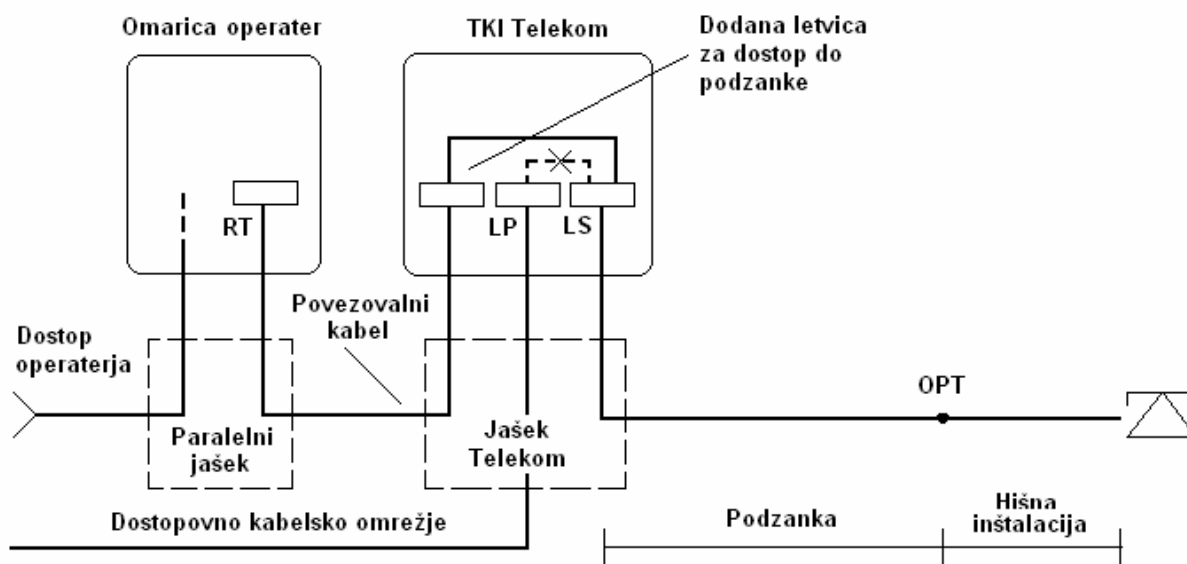 Omarica operater
TKI Telekom
Dodana letvica
za dostop do
podzanke
RT
LP
LS
Povezovalni
kabel
Dostop
operaterja
OPT
Paralelni
jašek
Jašek
Telekom
Dostopovno kabelsko omrežje
Podzanka
Hišna
inštalacija